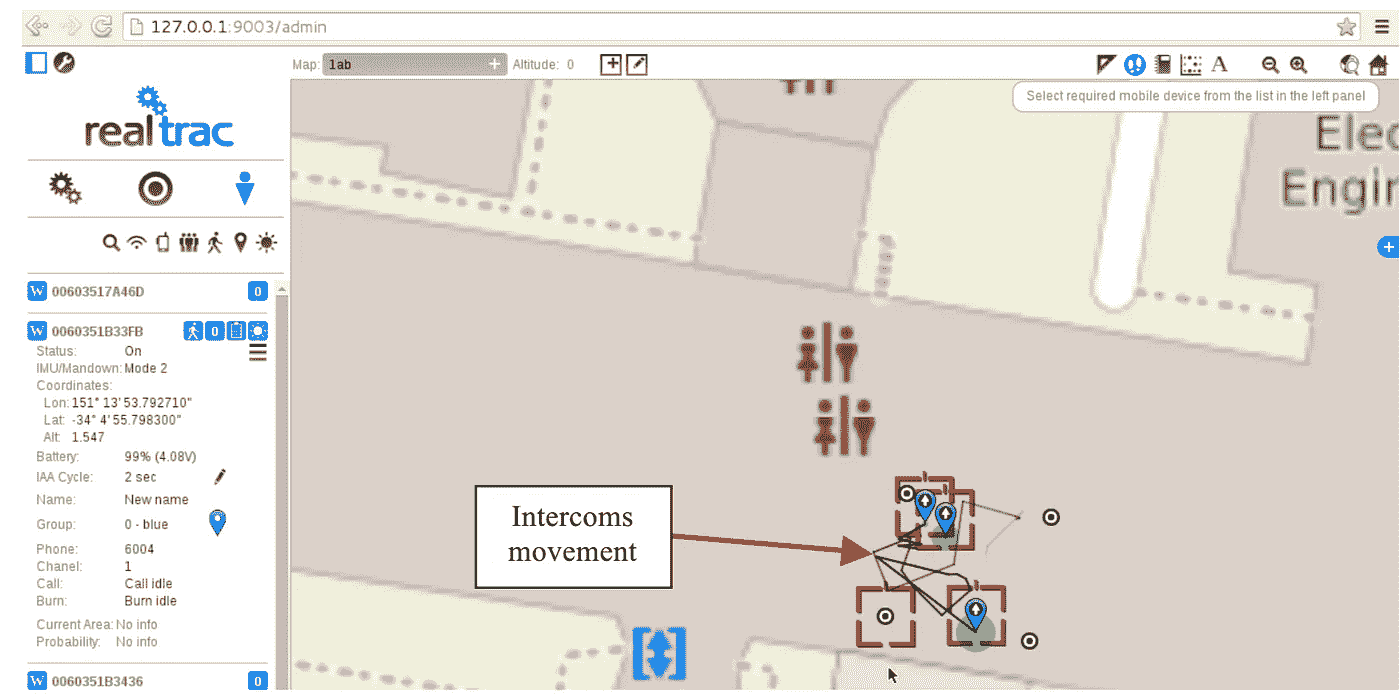 127.0.0.1:9003/admin
Map: lab + Altitude: 0
A
Select required mobile device from the list in the left panel
realtrac
W 00603517A46D 0
W 0060351B33FB 0
Status: On
IMU/Mandown: Mode 2
Coordinates:
Lon: 151° 13' 53.792710"
Lat: -34° 4' 55.798300"
Alt: 1.547
Battery: 99% (4.08V)
IAA Cycle: 2 sec
Name: New name
Group: 0 - blue
Phone: 6004
Chanel: 1
Call: Call idle
Burn: Burn idle
Current Area: No info
Probability: No info
W 0060351B3436 0
Elec
Engir
Intercoms
movement